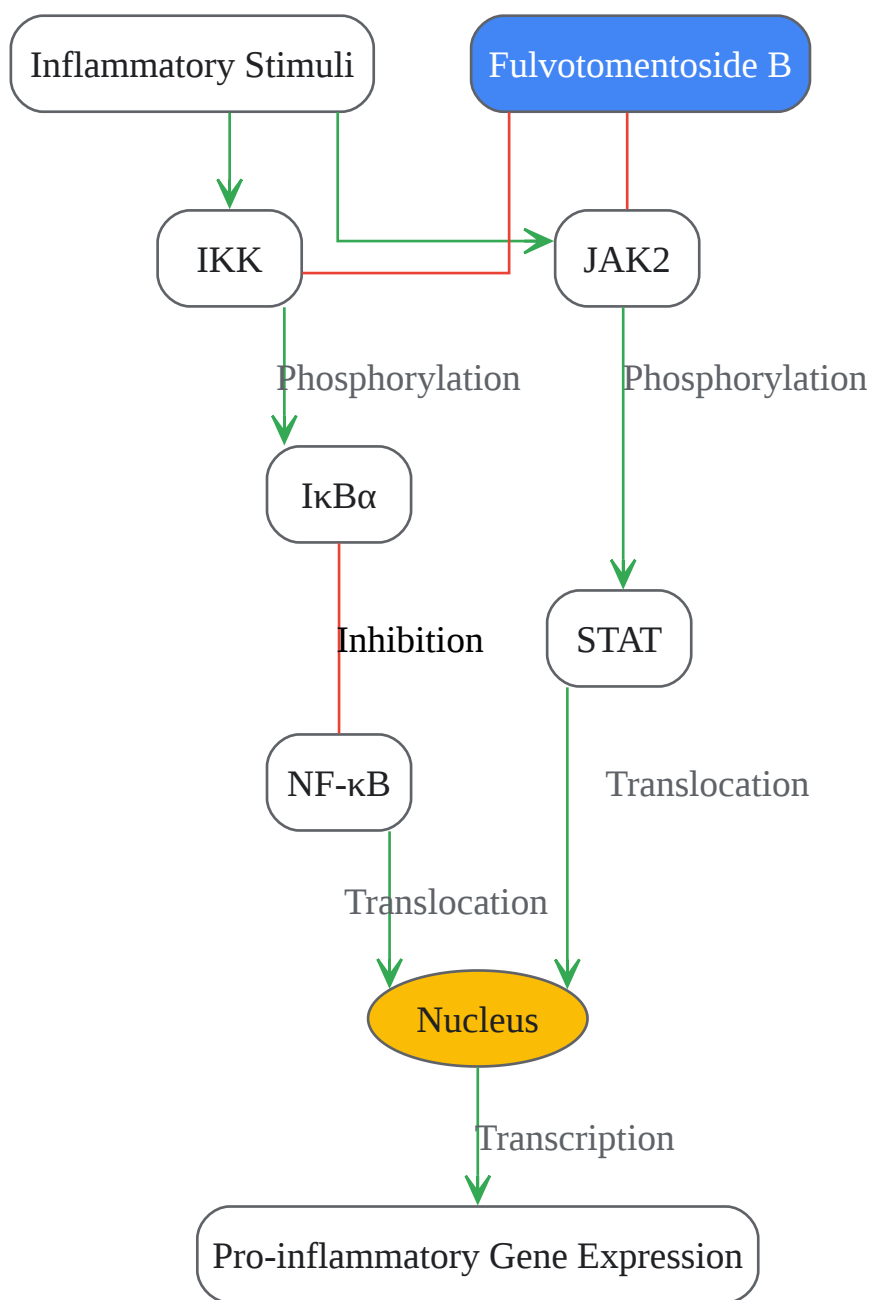 Inflammatory Stimuli
Fulvotomentoside B
IKK
JAK2
Phosphorylation
Phosphorylation
IκBα
Inhibition
STAT
NF-κB
Translocation
Translocation
Nucleus
Transcription
Pro-inflammatory Gene Expression